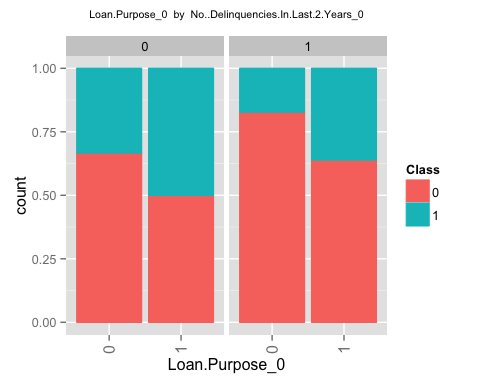 Loan.Purpose_0 by No..Delinquencies.In.Last.2.Years_0
0 1
1.00
0.75
0.50
0.25
0.00
count
0 1 0 1
Loan.Purpose_0
Class
0
1